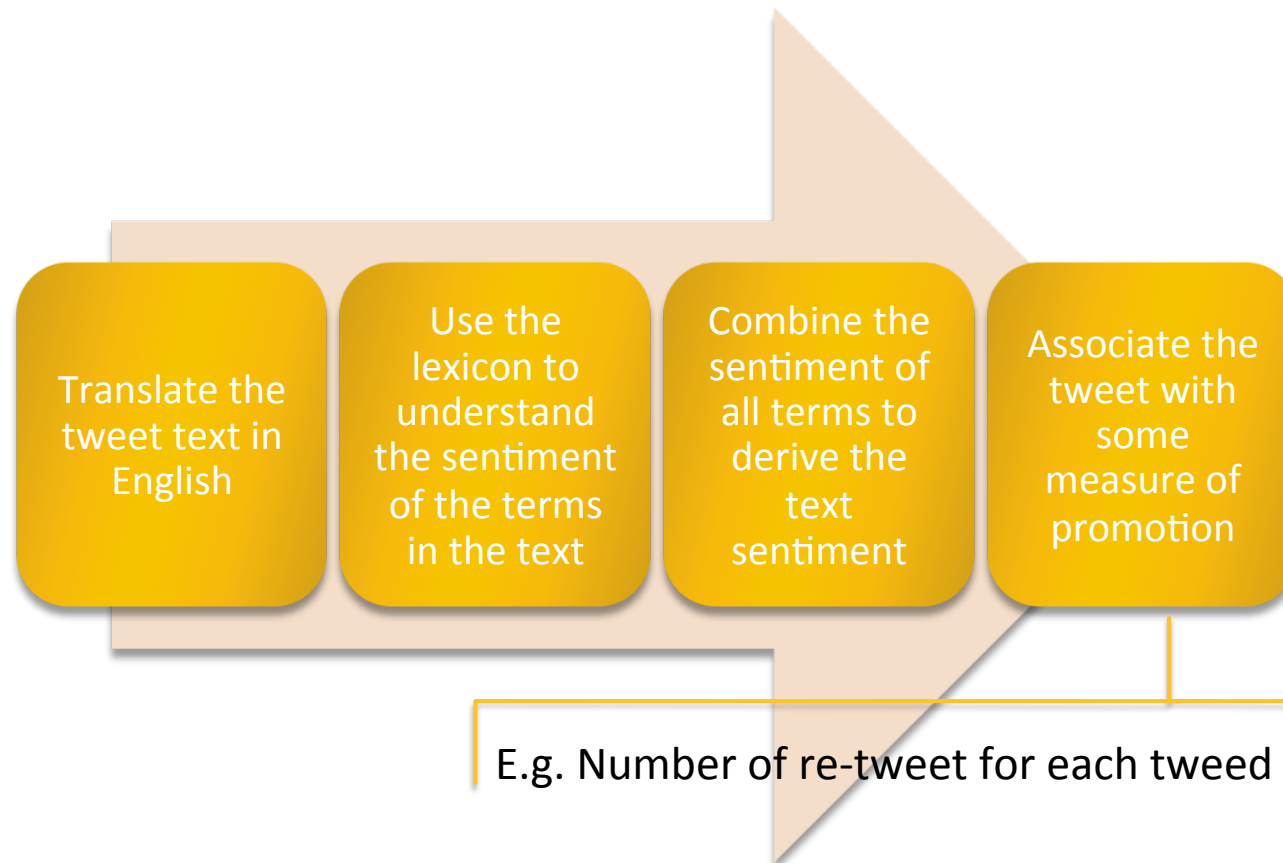 Translate the
tweet text in
English
Use the
lexicon to
understand
the sentiment
of the terms
in the text
Combine the
sentiment of
all terms to
derive the
text
sentiment
Associate the
tweet with
some
measure of
promotion
E.g. Number of re-tweet for each tweed